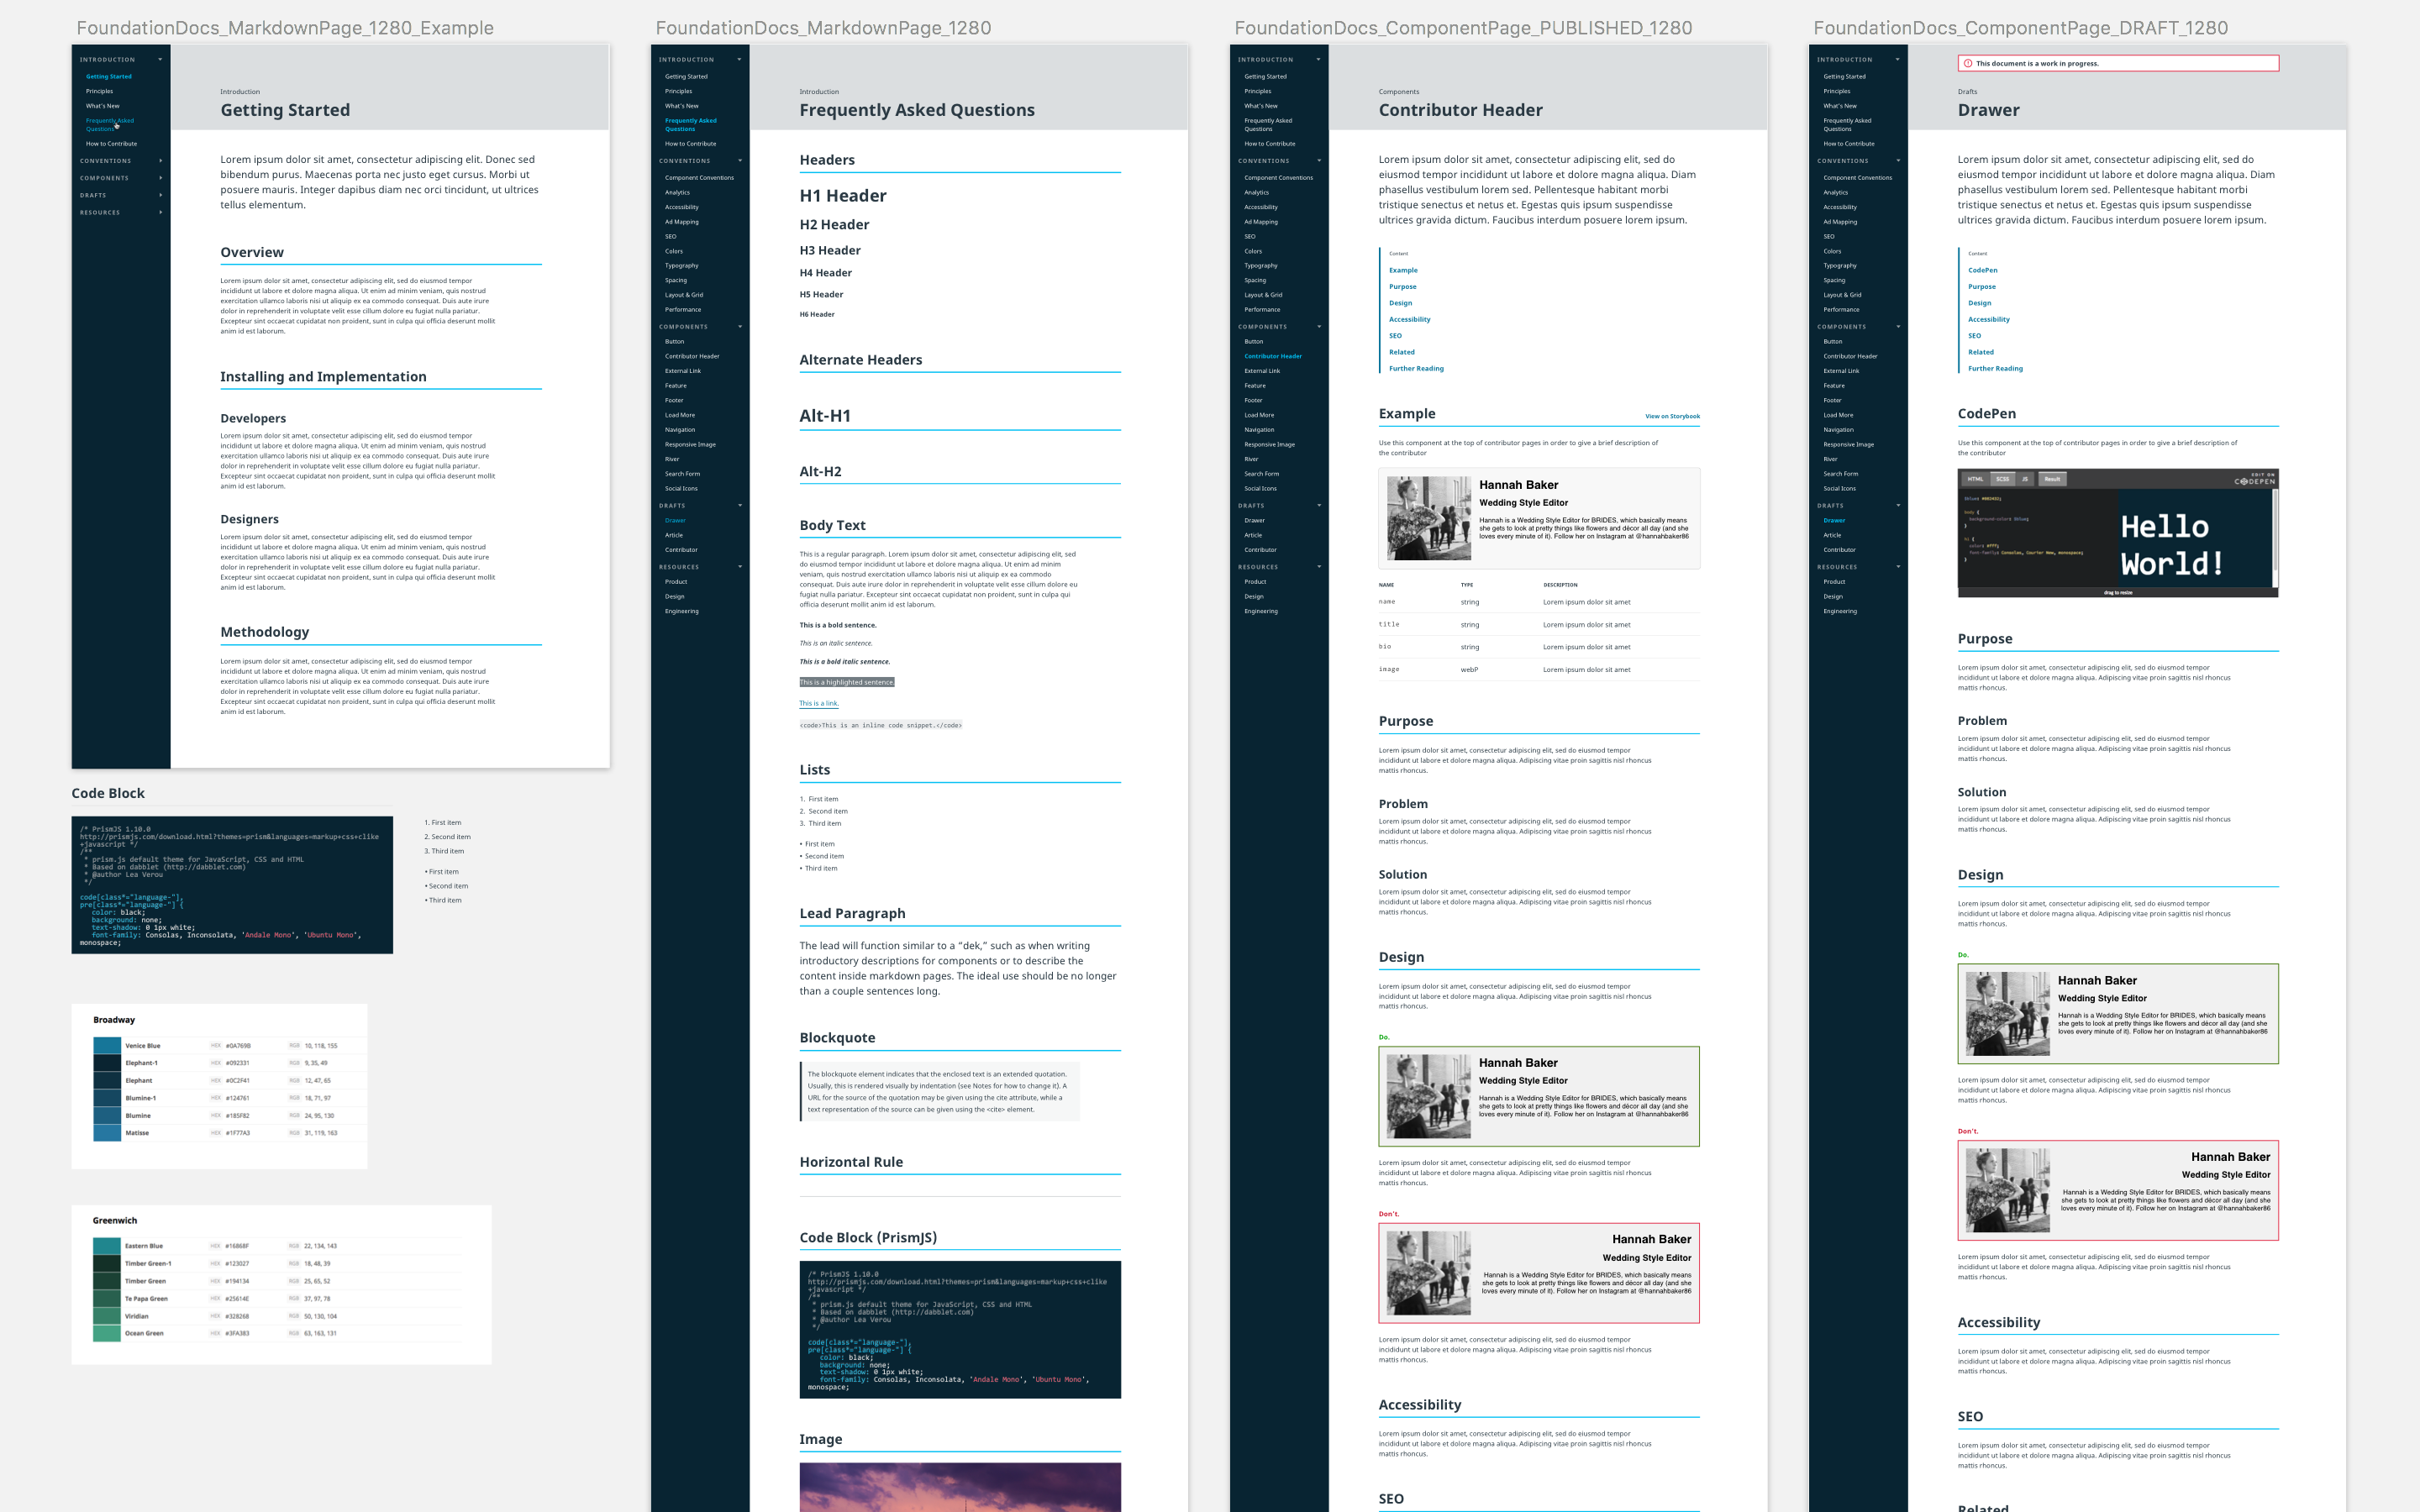 FoundationDocs_MarkdownPage_1280_Example
INTRODUCTION
Getting Started
Principles
What's New
Frequently Asked
Questions
How to Contribute
CONVENTIONS
COMPONENTS
DRAFTS
RESOURCES
Introduction
Getting Started
Lorem ipsum dolor sit amet, consectetur adipiscing elit. Donec sed
bibendum purus. Maecenas porta nec justo eget cursus. Morbi ut
posuere mauris. Integer dapibus diam nec orci tincidunt, ut ultrices
tellus elementum.
Overview
Lorem ipsum dolor sit amet, consectetur adipiscing elit, sed do eiusmod tempor
incididunt ut labore et dolore magna aliqua. Ut enim ad minim veniam, quis nostrud
exercitation ullamco laboris nisi ut aliquip ex ea commodo consequat. Duis aute irure
dolor in reprehenderit in voluptate velit esse cillum dolore eu fugiat nulla pariatur.
Excepteur sint occaecat cupidatat non proident, sunt in culpa qui officia deserunt mollit
anim id est laborum.
Installing and Implementation
Developers
Lorem ipsum dolor sit amet, consectetur adipiscing elit, sed do eiusmod tempor
incididunt ut labore et dolore magna aliqua. Ut enim ad minim veniam, quis nostrud
exercitation ullamco laboris nisi ut aliquip ex ea commodo consequat. Duis aute irure
dolor in reprehenderit in voluptate velit esse cillum dolore eu fugiat nulla pariatur.
Excepteur sint occaecat cupidatat non proident, sunt in culpa qui officia deserunt mollit
anim id est laborum.
Designers
Lorem ipsum dolor sit amet, consectetur adipiscing elit, sed do eiusmod tempor
incididunt ut labore et dolore magna aliqua. Ut enim ad minim veniam, quis nostrud
exercitation ullamco laboris nisi ut aliquip ex ea commodo consequat. Duis aute irure
dolor in reprehenderit in voluptate velit esse cillum dolore eu fugiat nulla pariatur.
Excepteur sint occaecat cupidatat non proident, sunt in culpa qui officia deserunt mollit
anim id est laborum.
Methodology
Lorem ipsum dolor sit amet, consectetur adipiscing elit, sed do eiusmod tempor
incididunt ut labore et dolore magna aliqua. Ut enim ad minim veniam, quis nostrud
exercitation ullamco laboris nisi ut aliquip ex ea commodo consequat. Duis aute irure
dolor in reprehenderit in voluptate velit esse cillum dolore eu fugiat nulla pariatur.
Excepteur sint occaecat cupidatat non proident, sunt in culpa qui officia deserunt mollit
anim id est laborum.
Code Block
/* PrismJS 1.10.0
http://prismjs.com/download.html?themes=prism&languages=markup+css+clike
+javascript */
/**
* prism.js default theme for JavaScript, CSS and HTML
* Based on dabblet (http://dabblet.com)
* @author Lea Verou
*/
code[class*="language-"],
pre[class*="language-"] {
color: black;
background: none;
text-shadow: 0 1px white;
font-family: Consolas, Inconsolata, 'Andale Mono', 'Ubuntu Mono',
monospace;
1. First item
2. Second item
3. Third item
• First item
• Second item
• Third item
Broadway
Venice Blue HEX #0A769B RGB 10, 118, 155
Elephant-1 HEX #092331 RGB 9, 35, 49
Elephant HEX #0C2F41 RGB 12, 47, 65
Blumine-1 HEX #124761 RGB 18, 71, 97
Blumine HEX #185F82 RGB 24, 95, 130
Matisse HEX #1F77A3 RGB 31, 119, 163
Greenwich
Eastern Blue HEX #16868F RGB 22, 134, 143
Timber Green-1 HEX #123027 RGB 18, 48, 39
Timber Green HEX #194134 RGB 25, 65, 52
Te Papa Green HEX #25614E RGB 37, 97, 78
Viridian HEX #328268 RGB 50, 130, 104
Ocean Green HEX #3FA383 RGB 63, 163, 131
FoundationDocs_MarkdownPage_1280
INTRODUCTION
Getting Started
Principles
What's New
Frequently Asked
Questions
How to Contribute
CONVENTIONS
Component Conventions
Analytics
Accessibility
Ad Mapping
SEO
Colors
Typography
Spacing
Layout & Grid
Performance
COMPONENTS
Button
Contributor Header
External Link
Feature
Footer
Load More
Navigation
Responsive Image
River
Search Form
Social Icons
DRAFTS
Drawer
Article
Contributor
RESOURCES
Product
Design
Engineering
Introduction
Frequently Asked Questions
Headers
H1 Header
H2 Header
H3 Header
H4 Header
H5 Header
H6 Header
Alternate Headers
Alt-H1
Alt-H2
Body Text
This is a regular paragraph. Lorem ipsum dolor sit amet, consectetur adipiscing elit, sed
do eiusmod tempor incididunt ut labore et dolore magna aliqua. Ut enim ad minim
veniam, quis nostrud exercitation ullamco laboris nisi ut aliquip ex ea commodo
consequat. Duis aute irure dolor in reprehenderit in voluptate velit esse cillum dolore eu
fugiat nulla pariatur. Excepteur sint occaecat cupidatat non proident, sunt in culpa qui
officia deserunt mollit anim id est laborum.
This is a bold sentence.
This is an italic sentence.
This is a bold italic sentence.
This is a highlighted sentence.
This is a link.
<code>This is an inline code snippet.</code>
Lists
1. First item
2. Second item
3. Third item
• First item
• Second item
• Third item
Lead Paragraph
The lead will function similar to a “dek,” such as when writing
introductory descriptions for components or to describe the
content inside markdown pages. The ideal use should be no longer
than a couple sentences long.
Blockquote
The blockquote element indicates that the enclosed text is an extended quotation.
Usually, this is rendered visually by indentation (see Notes for how to change it). A
URL for the source of the quotation may be given using the cite attribute, while a
text representation of the source can be given using the <cite> element.
Horizontal Rule
Code Block (PrismJS)
/* PrismJS 1.10.0
http://prismjs.com/download.html?themes=prism&languages=markup+css+clike
+javascript */
/**
* prism.js default theme for JavaScript, CSS and HTML
* Based on dabblet (http://dabblet.com)
* @author Lea Verou
*/
code[class*="language-"],
pre[class*="language-"] {
color: black;
background: none;
text-shadow: 0 1px white;
font-family: Consolas, Inconsolata, 'Andale Mono', 'Ubuntu Mono',
monospace;
Image
FoundationDocs_ComponentPage_PUBLISHED_1280
INTRODUCTION
Getting Started
Principles
What's New
Frequently Asked
Questions
How to Contribute
CONVENTIONS
Component Conventions
Analytics
Accessibility
Ad Mapping
SEO
Colors
Typography
Spacing
Layout & Grid
Performance
COMPONENTS
Button
Contributor Header
External Link
Feature
Footer
Load More
Navigation
Responsive Image
River
Search Form
Social Icons
DRAFTS
Drawer
Article
Contributor
RESOURCES
Product
Design
Engineering
Components
Contributor Header
Lorem ipsum dolor sit amet, consectetur adipiscing elit, sed do
eiusmod tempor incididunt ut labore et dolore magna aliqua. Diam
phasellus vestibulum lorem sed. Pellentesque habitant morbi
tristique senectus et netus et. Egestas quis ipsum suspendisse
ultrices gravida dictum. Faucibus interdum posuere lorem ipsum.
Content
Example
Purpose
Design
Accessibility
SEO
Related
Further Reading
Example View on Storybook
Use this component at the top of contributor pages in order to give a brief description of
the contributor
Hannah Baker
Wedding Style Editor
Hannah is a Wedding Style Editor for BRIDES, which basically means
she gets to look at pretty things like flowers and décor all day (and she
loves every minute of it). Follow her on Instagram at @hannahbaker86
NAME TYPE DESCRIPTION
name string Lorem ipsum dolor sit amet
title string Lorem ipsum dolor sit amet
bio string Lorem ipsum dolor sit amet
image webP Lorem ipsum dolor sit amet
Purpose
Lorem ipsum dolor sit amet, consectetur adipiscing elit, sed do eiusmod tempor
incididunt ut labore et dolore magna aliqua. Adipiscing vitae proin sagittis nisl rhoncus
mattis rhoncus.
Problem
Lorem ipsum dolor sit amet, consectetur adipiscing elit, sed do eiusmod tempor
incididunt ut labore et dolore magna aliqua. Adipiscing vitae proin sagittis nisl rhoncus
mattis rhoncus.
Solution
Lorem ipsum dolor sit amet, consectetur adipiscing elit, sed do eiusmod tempor
incididunt ut labore et dolore magna aliqua. Adipiscing vitae proin sagittis nisl rhoncus
mattis rhoncus.
Design
Lorem ipsum dolor sit amet, consectetur adipiscing elit, sed do eiusmod tempor
incididunt ut labore et dolore magna aliqua. Adipiscing vitae proin sagittis nisl rhoncus
mattis rhoncus.
Do.
Hannah Baker
Wedding Style Editor
Hannah is a Wedding Style Editor for BRIDES, which basically means
she gets to look at pretty things like flowers and décor all day (and she
loves every minute of it). Follow her on Instagram at @hannahbaker86
Lorem ipsum dolor sit amet, consectetur adipiscing elit, sed do eiusmod tempor
incididunt ut labore et dolore magna aliqua. Adipiscing vitae proin sagittis nisl rhoncus
mattis rhoncus.
Don't.
Hannah Baker
Wedding Style Editor
Hannah is a Wedding Style Editor for BRIDES, which basically means
she gets to look at pretty things like flowers and décor all day (and she
loves every minute of it). Follow her on Instagram at @hannahbaker86
Lorem ipsum dolor sit amet, consectetur adipiscing elit, sed do eiusmod tempor
incididunt ut labore et dolore magna aliqua. Adipiscing vitae proin sagittis nisl rhoncus
mattis rhoncus.
Accessibility
Lorem ipsum dolor sit amet, consectetur adipiscing elit, sed do eiusmod tempor
incididunt ut labore et dolore magna aliqua. Adipiscing vitae proin sagittis nisl rhoncus
mattis rhoncus.
SEO
FoundationDocs_ComponentPage_DRAFT_1280
INTRODUCTION
Getting Started
Principles
What's New
Frequently Asked
Questions
How to Contribute
CONVENTIONS
Component Conventions
Analytics
Accessibility
Ad Mapping
SEO
Colors
Typography
Spacing
Layout & Grid
Performance
COMPONENTS
Button
Contributor Header
External Link
Feature
Footer
Load More
Navigation
Responsive Image
River
Search Form
Social Icons
DRAFTS
Drawer
Article
Contributor
RESOURCES
Product
Design
Engineering
This document is a work in progress.
Drafts
Drawer
Lorem ipsum dolor sit amet, consectetur adipiscing elit, sed do
eiusmod tempor incididunt ut labore et dolore magna aliqua. Diam
phasellus vestibulum lorem sed. Pellentesque habitant morbi
tristique senectus et netus et. Egestas quis ipsum suspendisse
ultrices gravida dictum. Faucibus interdum posuere lorem ipsum.
Content
CodePen
Purpose
Design
Accessibility
SEO
Related
Further Reading
CodePen
Use this component at the top of contributor pages in order to give a brief description of
the contributor
HTML SCSS JS Result
EDIT ON
CODEPEN
body {
background-color: $blue;
}
h1 {
color: #fff;
font-family: Consolas, Courier New, monospace;
}
Hello
World!
drag to resize
Purpose
Lorem ipsum dolor sit amet, consectetur adipiscing elit, sed do eiusmod tempor
incididunt ut labore et dolore magna aliqua. Adipiscing vitae proin sagittis nisl rhoncus
mattis rhoncus.
Problem
Lorem ipsum dolor sit amet, consectetur adipiscing elit, sed do eiusmod tempor
incididunt ut labore et dolore magna aliqua. Adipiscing vitae proin sagittis nisl rhoncus
mattis rhoncus.
Solution
Lorem ipsum dolor sit amet, consectetur adipiscing elit, sed do eiusmod tempor
incididunt ut labore et dolore magna aliqua. Adipiscing vitae proin sagittis nisl rhoncus
mattis rhoncus.
Design
Lorem ipsum dolor sit amet, consectetur adipiscing elit, sed do eiusmod tempor
incididunt ut labore et dolore magna aliqua. Adipiscing vitae proin sagittis nisl rhoncus
mattis rhoncus.
Do.
Hannah Baker
Wedding Style Editor
Hannah is a Wedding Style Editor for BRIDES, which basically means
she gets to look at pretty things like flowers and décor all day (and she
loves every minute of it). Follow her on Instagram at @hannahbaker86
Lorem ipsum dolor sit amet, consectetur adipiscing elit, sed do eiusmod tempor
incididunt ut labore et dolore magna aliqua. Adipiscing vitae proin sagittis nisl rhoncus
mattis rhoncus.
Don't.
Hannah Baker
Wedding Style Editor
Hannah is a Wedding Style Editor for BRIDES, which basically means
she gets to look at pretty things like flowers and décor all day (and she
loves every minute of it). Follow her on Instagram at @hannahbaker86
Lorem ipsum dolor sit amet, consectetur adipiscing elit, sed do eiusmod tempor
incididunt ut labore et dolore magna aliqua. Adipiscing vitae proin sagittis nisl rhoncus
mattis rhoncus.
Accessibility
Lorem ipsum dolor sit amet, consectetur adipiscing elit, sed do eiusmod tempor
incididunt ut labore et dolore magna aliqua. Adipiscing vitae proin sagittis nisl rhoncus
mattis rhoncus.
SEO
Lorem ipsum dolor sit amet, consectetur adipiscing elit, sed do eiusmod tempor
incididunt ut labore et dolore magna aliqua. Adipiscing vitae proin sagittis nisl rhoncus
mattis rhoncus.
Related